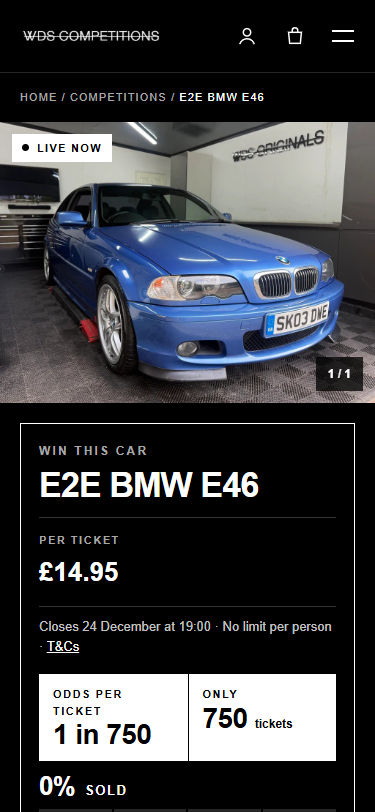 WDS COMPETITIONS
HOME / COMPETITIONS / E2E BMW E46
LIVE NOW
WDS ORIGINALS
SK03 DWE
1 / 1
WIN THIS CAR
E2E BMW E46
PER TICKET
£14.95
Closes 24 December at 19:00 · No limit per person
· T&Cs
ODDS PER
TICKET
1 in 750
ONLY
750 tickets
0% SOLD